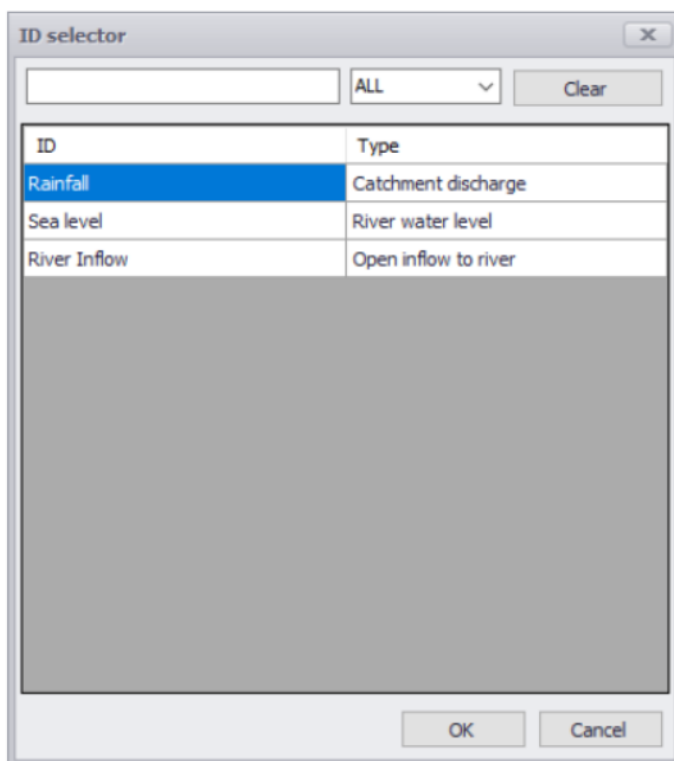 ID selector
ALL Clear
ID Type
Rainfall Catchment discharge
Sea level River water level
River Inflow Open inflow to river
OK Cancel